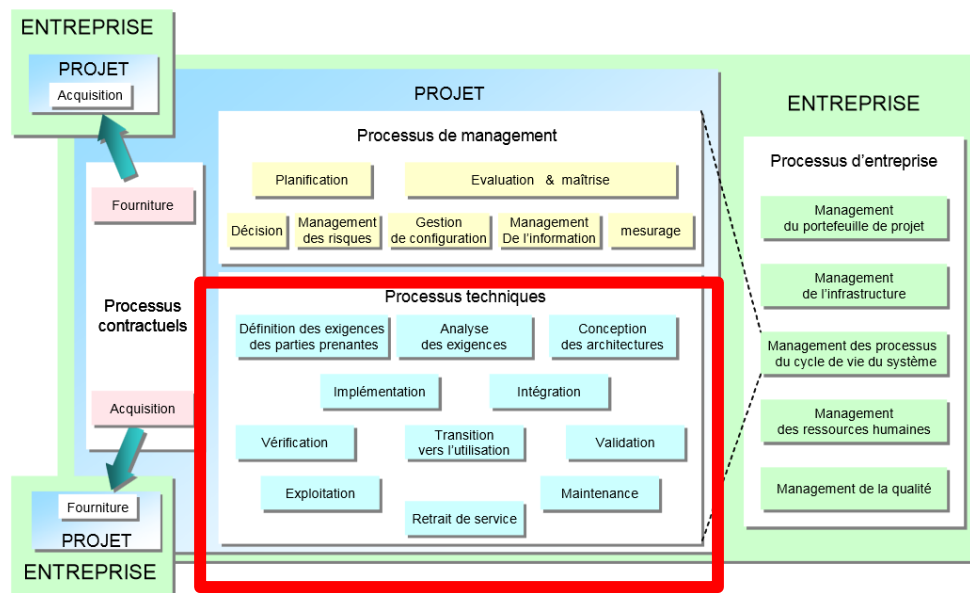 ENTREPRISE
PROJET
Acquisition
PROJET
ENTREPRISE
Processus de management
Planification
Evaluation & maîtrise
Décision
Management
des risques
Gestion
de configuration
Management
De l'information
mesurage
Fourniture
Processus
contractuels
Acquisition
Processus techniques
Définition des exigences
des parties prenantes
Analyse
des exigences
Conception
des architectures
Implémentation
Intégration
Vérification
Transition
vers l'utilisation
Validation
Exploitation
Maintenance
Retrait de service
Processus d'entreprise
Management
du portefeuille de projet
Management
de l'infrastructure
Management des processus
du cycle de vie du système
Management
des ressources humaines
Management de la qualité
Fourniture
PROJET
ENTREPRISE